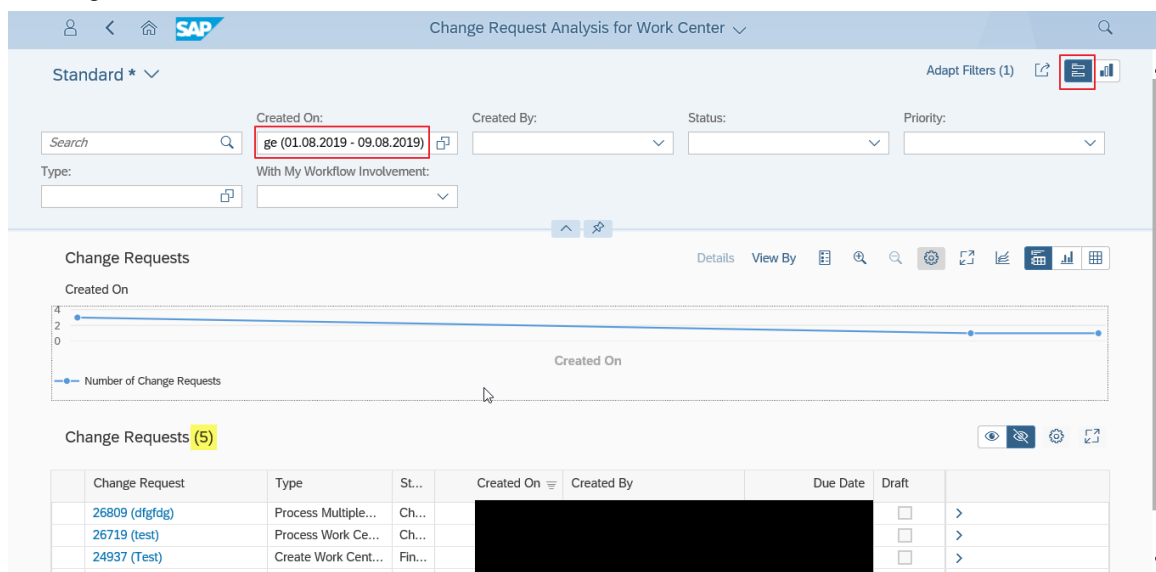 SAP
Change Request Analysis for Work Center
Standard *
Adapt Filters (1)
Created On:
Created By:
Status:
Priority:
Search
ge (01.08.2019 - 09.08.2019)
Type:
With My Workflow Involvement:
Change Requests
Details
View By
Created On
4
2
0
Created On
Number of Change Requests
Change Requests (5)
Change Request
Type
St...
Created On
Created By
Due Date
Draft
26809 (dfgfdg)
Process Multiple...
Ch...
26719 (test)
Process Work Ce...
Ch...
24937 (Test)
Create Work Cent...
Fin...